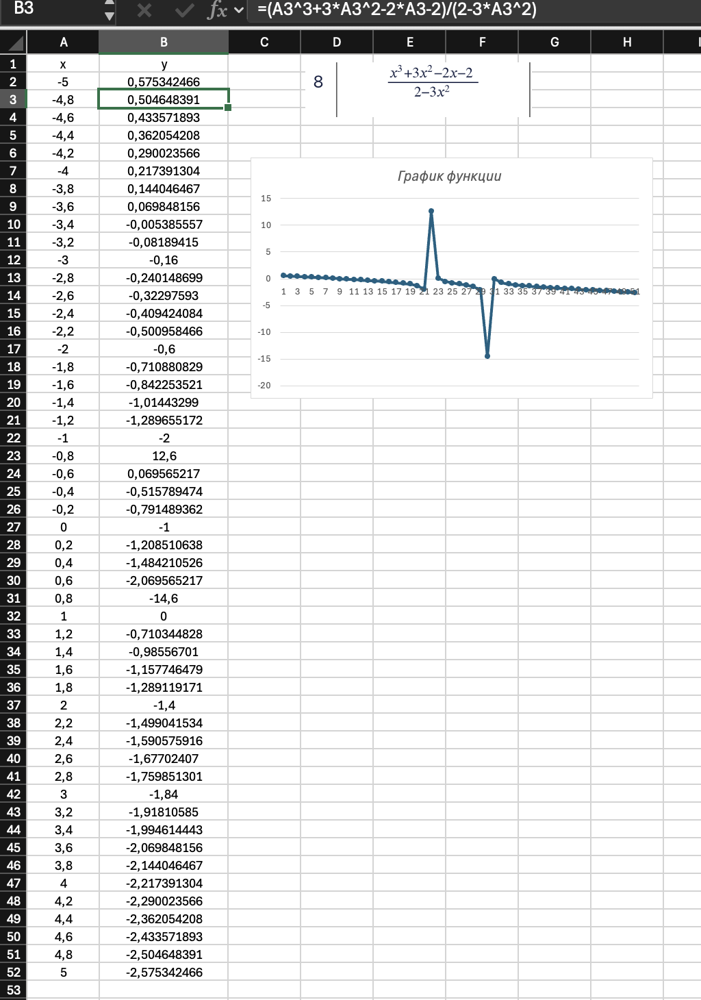 B3 fx =(A3^3+3*A3^2-2*A3-2)/(2-3*A3^2)
A B C D E F G H I
1 x y
2 -5 0,575342466
3 -4,8 0,504648391
4 -4,6 0,433571893
5 -4,4 0,362054208
6 -4,2 0,290023566
7 -4 0,217391304
8 -3,8 0,144046467
9 -3,6 0,069848156
10 -3,4 -0,005385557
11 -3,2 -0,08189415
12 -3 -0,16
13 -2,8 -0,240148699
14 -2,6 -0,32297593
15 -2,4 -0,409424084
16 -2,2 -0,500958466
17 -2 -0,6
18 -1,8 -0,710880829
19 -1,6 -0,842253521
20 -1,4 -1,01443299
21 -1,2 -1,289655172
22 -1 -2
23 -0,8 12,6
24 -0,6 0,069565217
25 -0,4 -0,515789474
26 -0,2 -0,791489362
27 0 -1
28 0,2 -1,208510638
29 0,4 -1,484210526
30 0,6 -2,069565217
31 0,8 -14,6
32 1 0
33 1,2 -0,710344828
34 1,4 -0,98556701
35 1,6 -1,157746479
36 1,8 -1,289119171
37 2 -1,4
38 2,2 -1,499041534
39 2,4 -1,590575916
40 2,6 -1,67702407
41 2,8 -1,759851301
42 3 -1,84
43 3,2 -1,91810585
44 3,4 -1,994614443
45 3,6 -2,069848156
46 3,8 -2,144046467
47 4 -2,217391304
48 4,2 -2,290023566
49 4,4 -2,362054208
50 4,6 -2,433571893
51 4,8 -2,504648391
52 5 -2,575342466
53
8
x³+3x²−2x−2
2−3x²
График функции
15
10
5
0
1 3 5 7 9 11 13 15 17 19 21 23 25 27 29 31 33 35 37 39 41 43 45 47 49 51
-5
-10
-15
-20